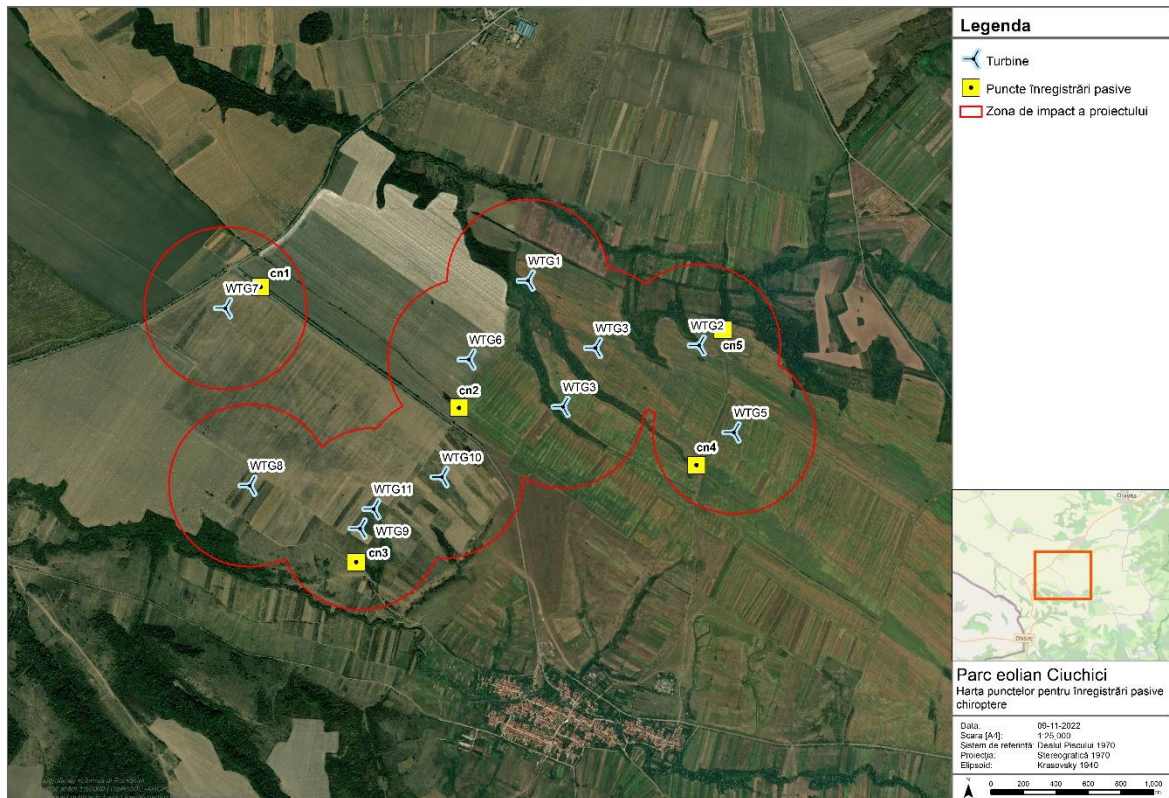 Legenda
Turbine
Puncte înregistrări pasive
Zona de impact a proiectului
WTG1
cn1
WTG7
WTG3
WTG2
cn5
WTG6
cn2
WTG3
WTG5
cn4
WTG10
WTG8
WTG11
WTG9
cn3
Parc eolian Ciuchici
Harta punctelor pentru înregistrări pasive
chiroptere
Data: 09-11-2022
Scara [A4]: 1:25,000
Sistem de referință: Dealul Piscului 1970
Proiecția: Stereografică 1970
Elipsoid: Krasovsky 1940
N
0 200 400 600 800 1,000
m